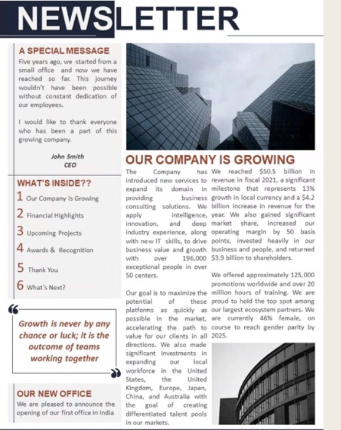 NEWSLETTER
A SPECIAL MESSAGE
Five years ago, we started from a
small office and now we have
reached so far. This journey
wouldn't have been possible
without constant dedication of
our employees.
I would like to thank everyone
who has been a part of this
growing company.
John Smith
CEO
WHAT'S INSIDE??
1 Our Company Is Growing
2 Financial Highlights
3 Upcoming Projects
4 Awards & Recognition
5 Thank You
6 What's Next?
“
Growth is never by any
chance or luck; it is the
outcome of teams
working together
”
OUR NEW OFFICE
We are pleased to announce the
opening of our first office in India
OUR COMPANY IS GROWING
The Company has
introduced new services to
expand its domain in
providing business
consulting solutions. We
apply intelligence,
innovation, and deep
industry experience, along
with new IT skills, to drive
business value and growth
with over 196,000
exceptional people in over
50 centers.
Our goal is to maximize the
potential of these
platforms as quickly as
possible in the market,
accelerating the path to
value for our clients in all
directions. We also made
significant investments in
expanding our local
workforce in the United
States, the United
Kingdom, Europe, Japan,
China, and Australia with
the goal of creating
differentiated talent pools
in our markets.
We reached $50.5 billion in
revenue in fiscal 2021, a significant
milestone that represents 13%
growth in local currency and a $4.2
billion increase in revenue for the
year. We also gained significant
market share, increased our
operating margin by 50 basis
points, invested heavily in our
business and people, and returned
$3.9 billion to shareholders.
We offered approximately 125,000
promotions worldwide and over 20
million hours of training. We are
proud to hold the top spot among
our largest ecosystem partners. We
are currently 46% female, on
course to reach gender parity by
2025.